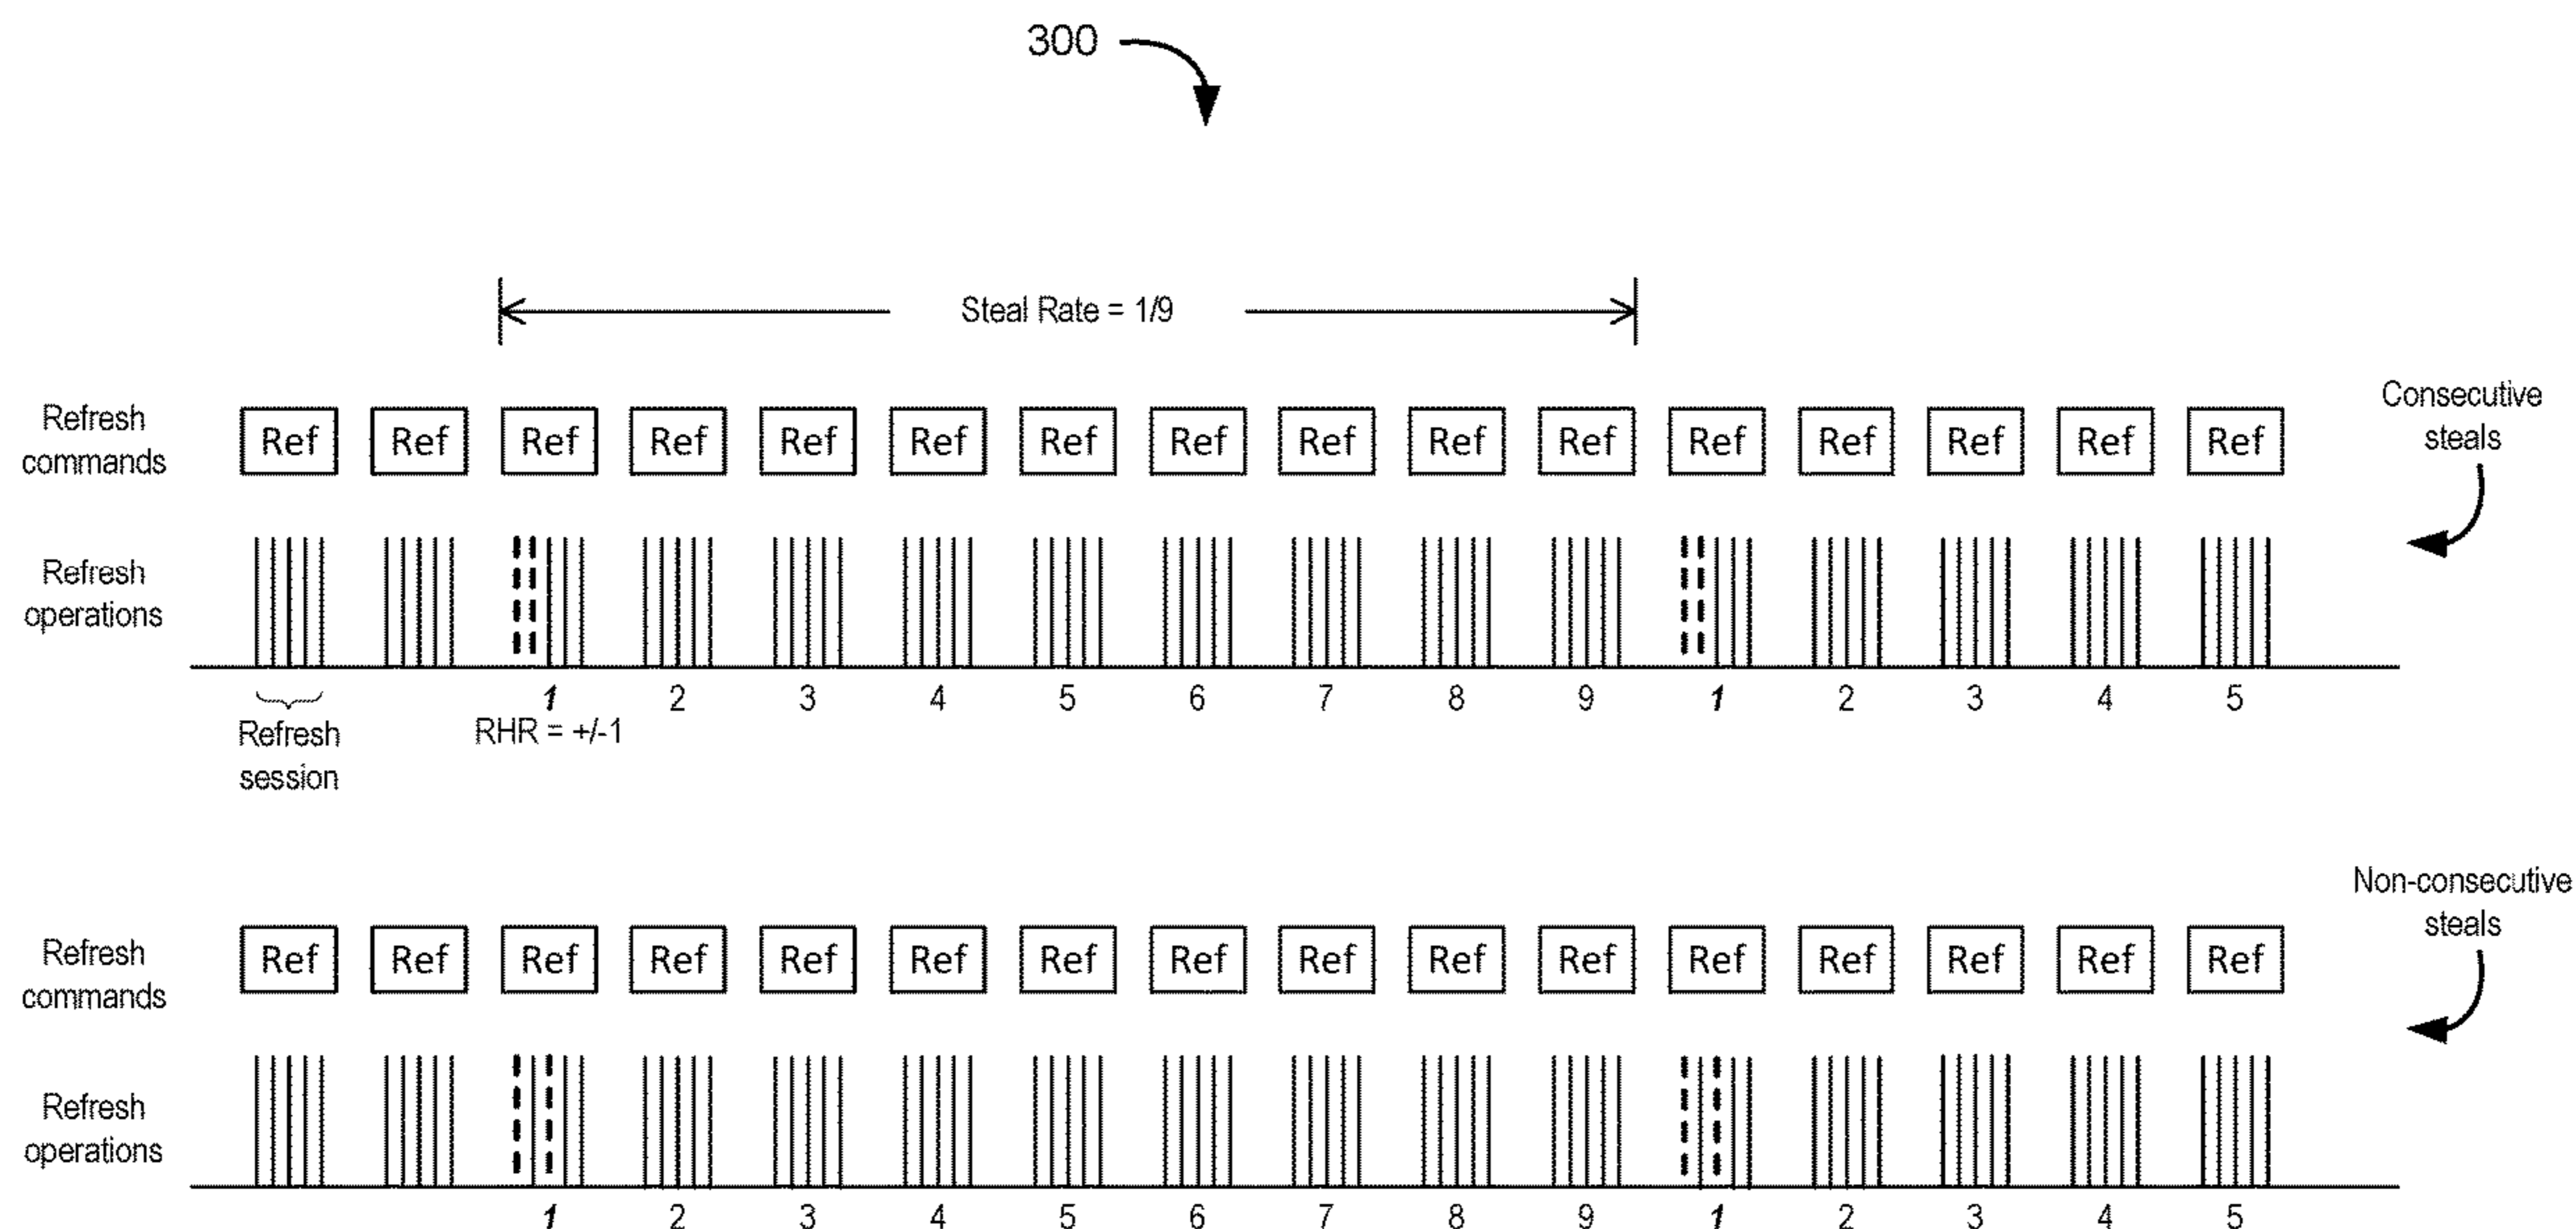 300
Steal Rate = 1/9
Refresh
commands
Ref Ref Ref Ref Ref Ref Ref Ref Ref Ref Ref Ref Ref Ref Ref Ref
Consecutive
steals
Refresh
operations
1 2 3 4 5 6 7 8 9 1 2 3 4 5
Refresh
session
RHR = +/-1
Non-consecutive
steals
Refresh
commands
Ref Ref Ref Ref Ref Ref Ref Ref Ref Ref Ref Ref Ref Ref Ref Ref
Refresh
operations
1 2 3 4 5 6 7 8 9 1 2 3 4 5